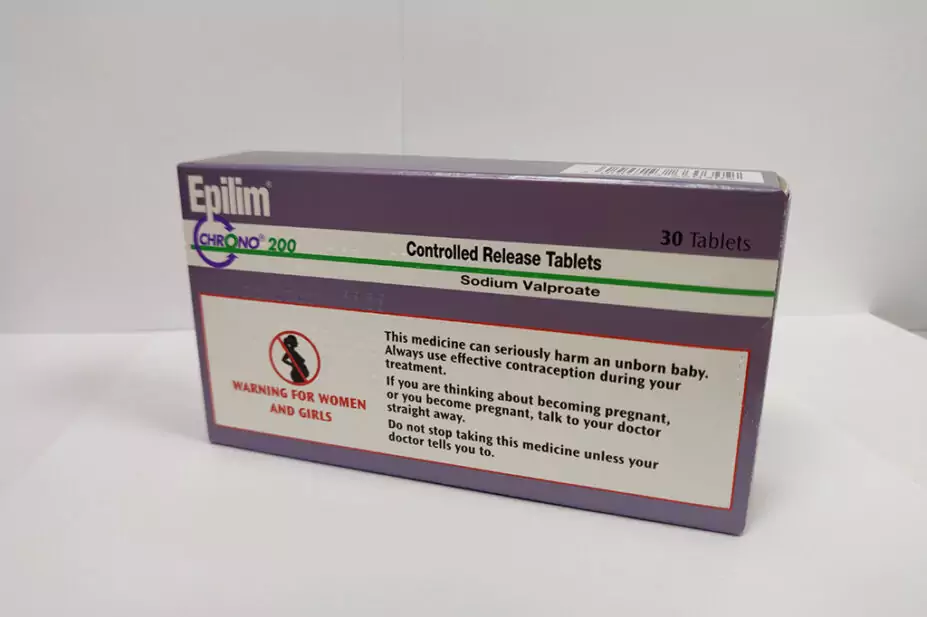 Epilim®
CHRONO® 200
30 Tablets
Controlled Release Tablets
Sodium Valproate
WARNING FOR WOMEN
AND GIRLS
This medicine can seriously harm an unborn baby.
Always use effective contraception during your
treatment.
If you are thinking about becoming pregnant,
or you become pregnant, talk to your doctor
straight away.
Do not stop taking this medicine unless your
doctor tells you to.